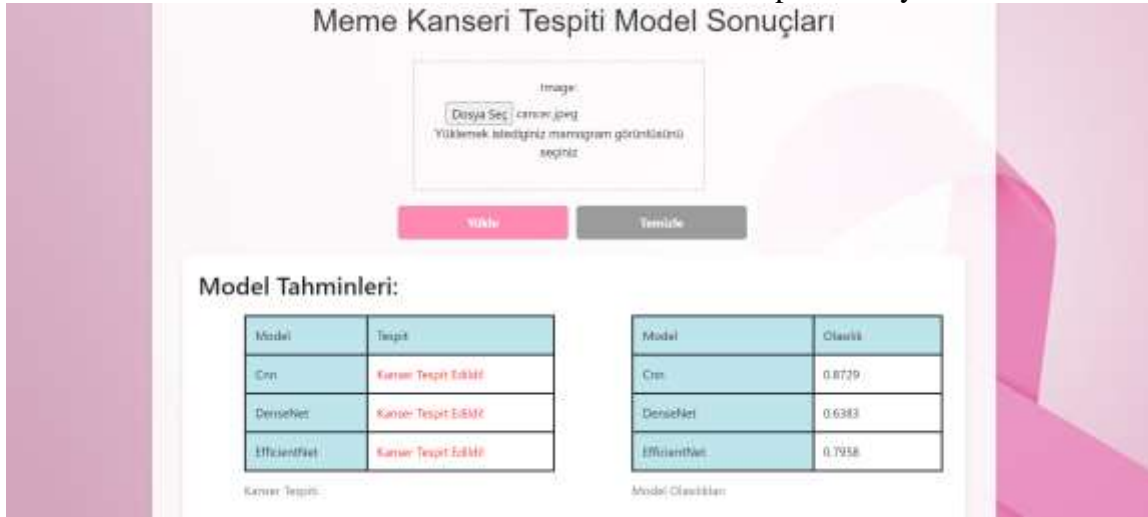 Meme Kanseri Tespiti Model Sonuçları
Image:
Dosya Seç cancer.jpeg
Yüklemek istediğiniz mamogram görüntüsünü
seçiniz
Yükle
Temizle
Model Tahminleri:
Model Tespit
Cnn Kanser Tespit Edildi!
DenseNet Kanser Tespit Edildi!
EfficientNet Kanser Tespit Edildi!
Kanser Tespiti
Model Olasılık
Cnn 0.8729
DenseNet 0.6383
EfficientNet 0.7958
Model Olasılıkları